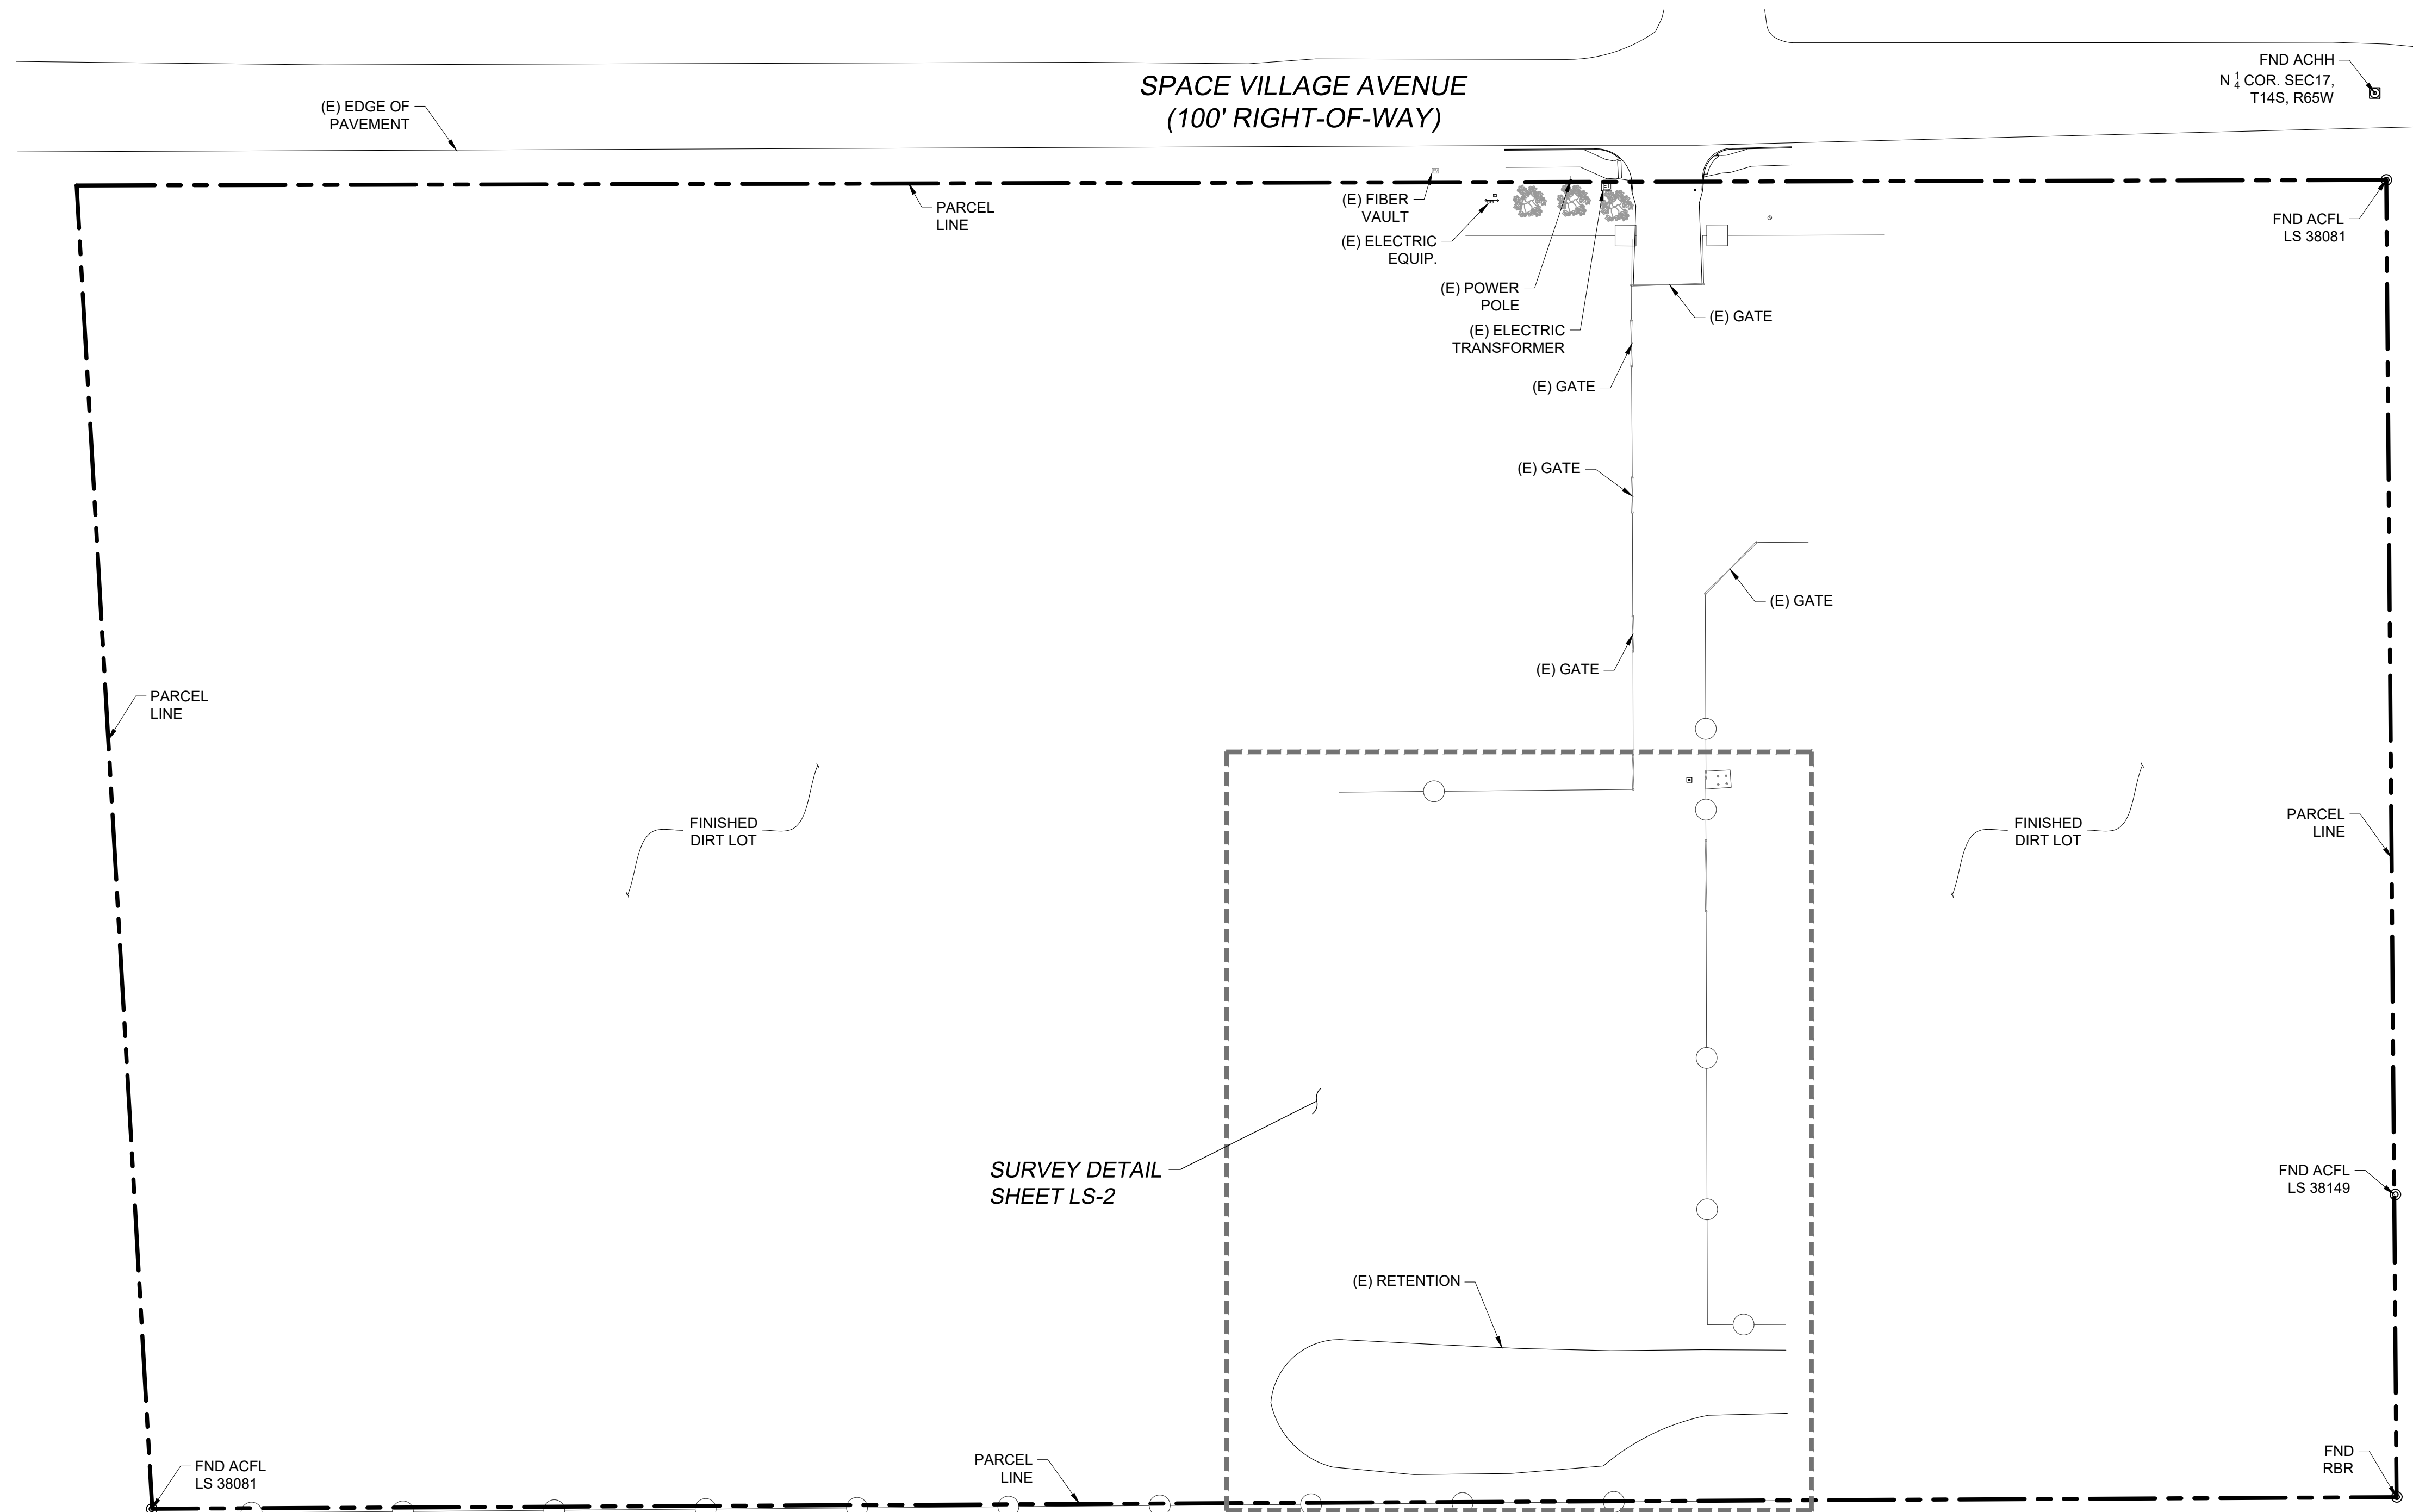 SPACE VILLAGE AVENUE
(100' RIGHT-OF-WAY)
FND ACHH
N 1/4 COR. SEC17,
T14S, R65W
(E) EDGE OF
PAVEMENT
PARCEL
LINE
(E) FIBER
VAULT
(E) ELECTRIC
EQUIP.
(E) POWER
POLE
(E) ELECTRIC
TRANSFORMER
(E) GATE
FND ACFL
LS 38081
(E) GATE
(E) GATE
(E) GATE
(E) GATE
PARCEL
LINE
FINISHED
DIRT LOT
FINISHED
DIRT LOT
PARCEL
LINE
SURVEY DETAIL
SHEET LS-2
FND ACFL
LS 38149
(E) RETENTION
FND ACFL
LS 38081
PARCEL
LINE
FND
RBR